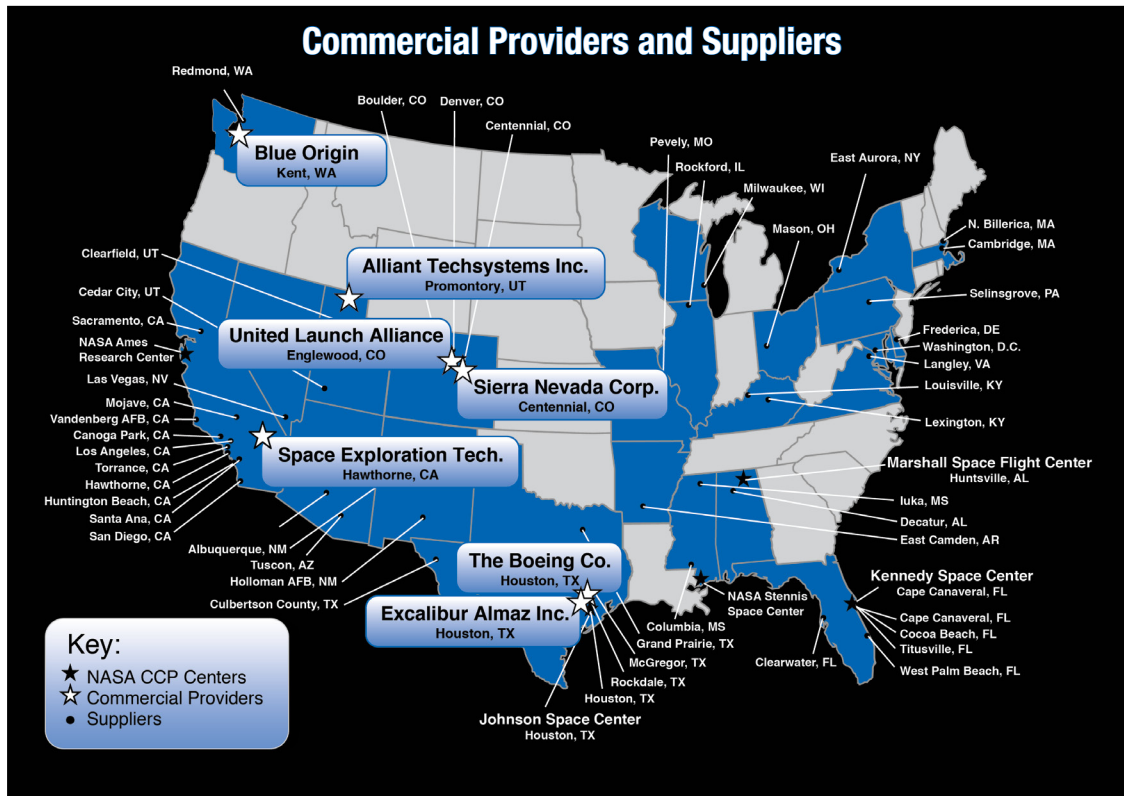 Commercial Providers and Suppliers
Redmond, WA
Boulder, CO
Denver, CO
Centennial, CO
Pevely, MO
Rockford, IL
Milwaukee, WI
East Aurora, NY
Mason, OH
N. Billerica, MA
Cambridge, MA
Blue Origin
Kent, WA
Clearfield, UT
Alliant Techsystems Inc.
Promontory, UT
Cedar City, UT
Selinsgrove, PA
Sacramento, CA
United Launch Alliance
Englewood, CO
Frederica, DE
NASA Ames
Research Center
Washington, D.C.
Langley, VA
Las Vegas, NV
Sierra Nevada Corp.
Centennial, CO
Louisville, KY
Mojave, CA
Vandenberg AFB, CA
Lexington, KY
Canoga Park, CA
Los Angeles, CA
Torrance, CA
Hawthorne, CA
Huntington Beach, CA
Santa Ana, CA
San Diego, CA
Space Exploration Tech.
Hawthorne, CA
Marshall Space Flight Center
Huntsville, AL
Iuka, MS
Decatur, AL
East Camden, AR
Albuquerque, NM
Tuscon, AZ
Holloman AFB, NM
Culbertson County, TX
The Boeing Co.
Houston, TX
Excalibur Almaz Inc.
Houston, TX
Kennedy Space Center
Cape Canaveral, FL
NASA Stennis
Space Center
Columbia, MS
Grand Prairie, TX
McGregor, TX
Rockdale, TX
Houston, TX
Johnson Space Center
Houston, TX
Cape Canaveral, FL
Cocoa Beach, FL
Titusville, FL
West Palm Beach, FL
Clearwater, FL
Key:
NASA CCP Centers
Commercial Providers
Suppliers